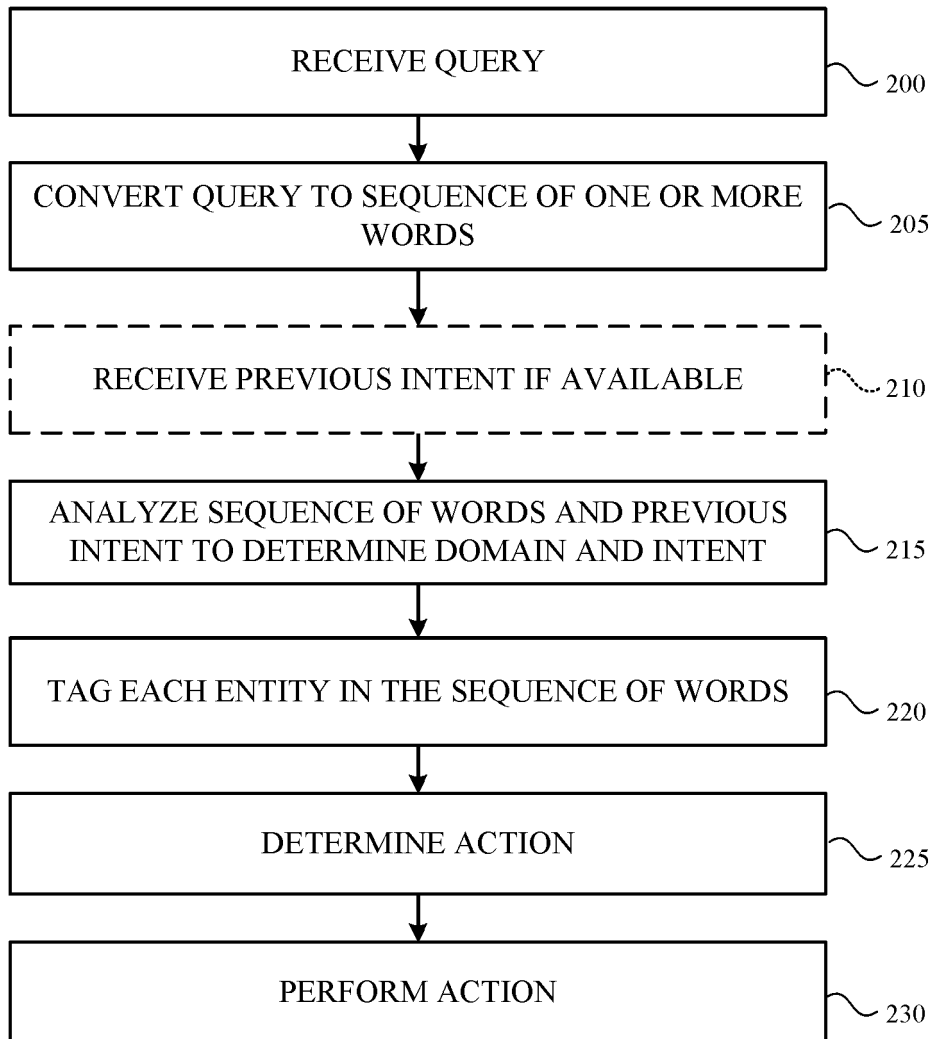 RECEIVE QUERY
200
CONVERT QUERY TO SEQUENCE OF ONE OR MORE
WORDS
205
RECEIVE PREVIOUS INTENT IF AVAILABLE
210
ANALYZE SEQUENCE OF WORDS AND PREVIOUS
INTENT TO DETERMINE DOMAIN AND INTENT
215
TAG EACH ENTITY IN THE SEQUENCE OF WORDS
220
DETERMINE ACTION
225
PERFORM ACTION
230